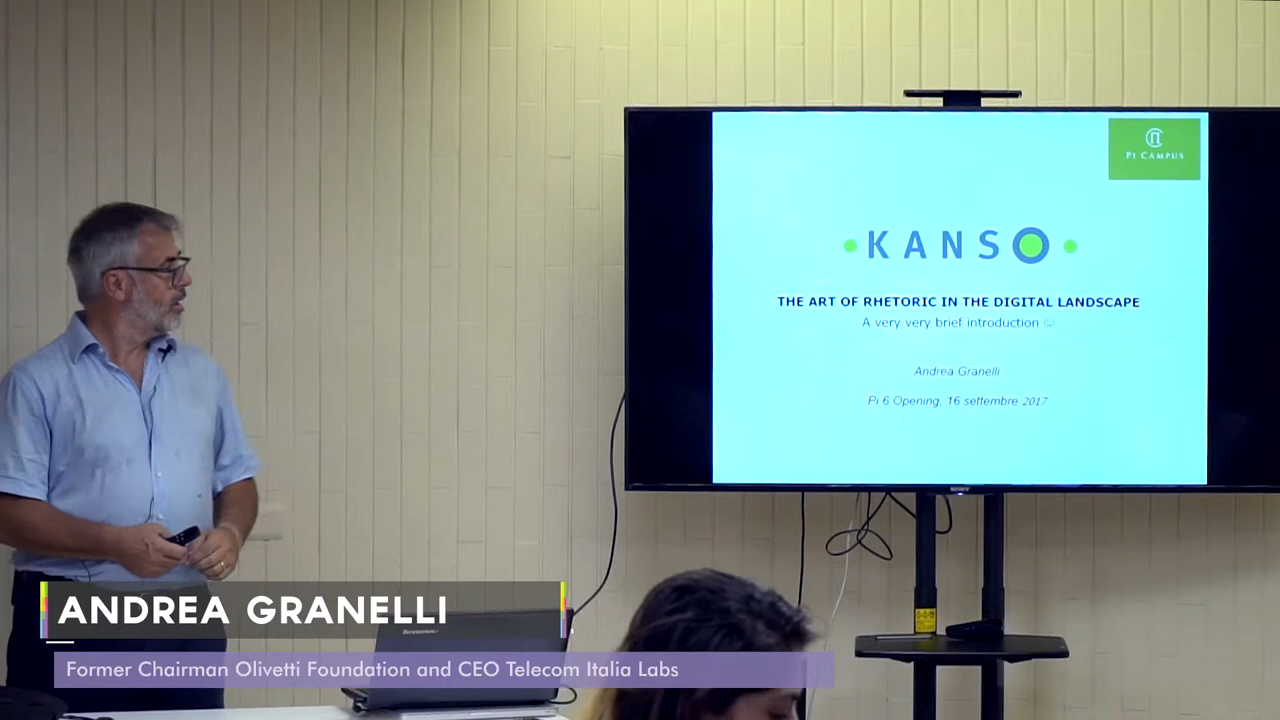 PI CAMPUS
KANSO
THE ART OF RHETORIC IN THE DIGITAL LANDSCAPE
A very very brief introduction ☺
Andrea Granelli
Pi 6 Opening, 16 settembre 2017
SONY
ANDREA GRANELLI
lenovo
Former Chairman Olivetti Foundation and CEO Telecom Italia Labs